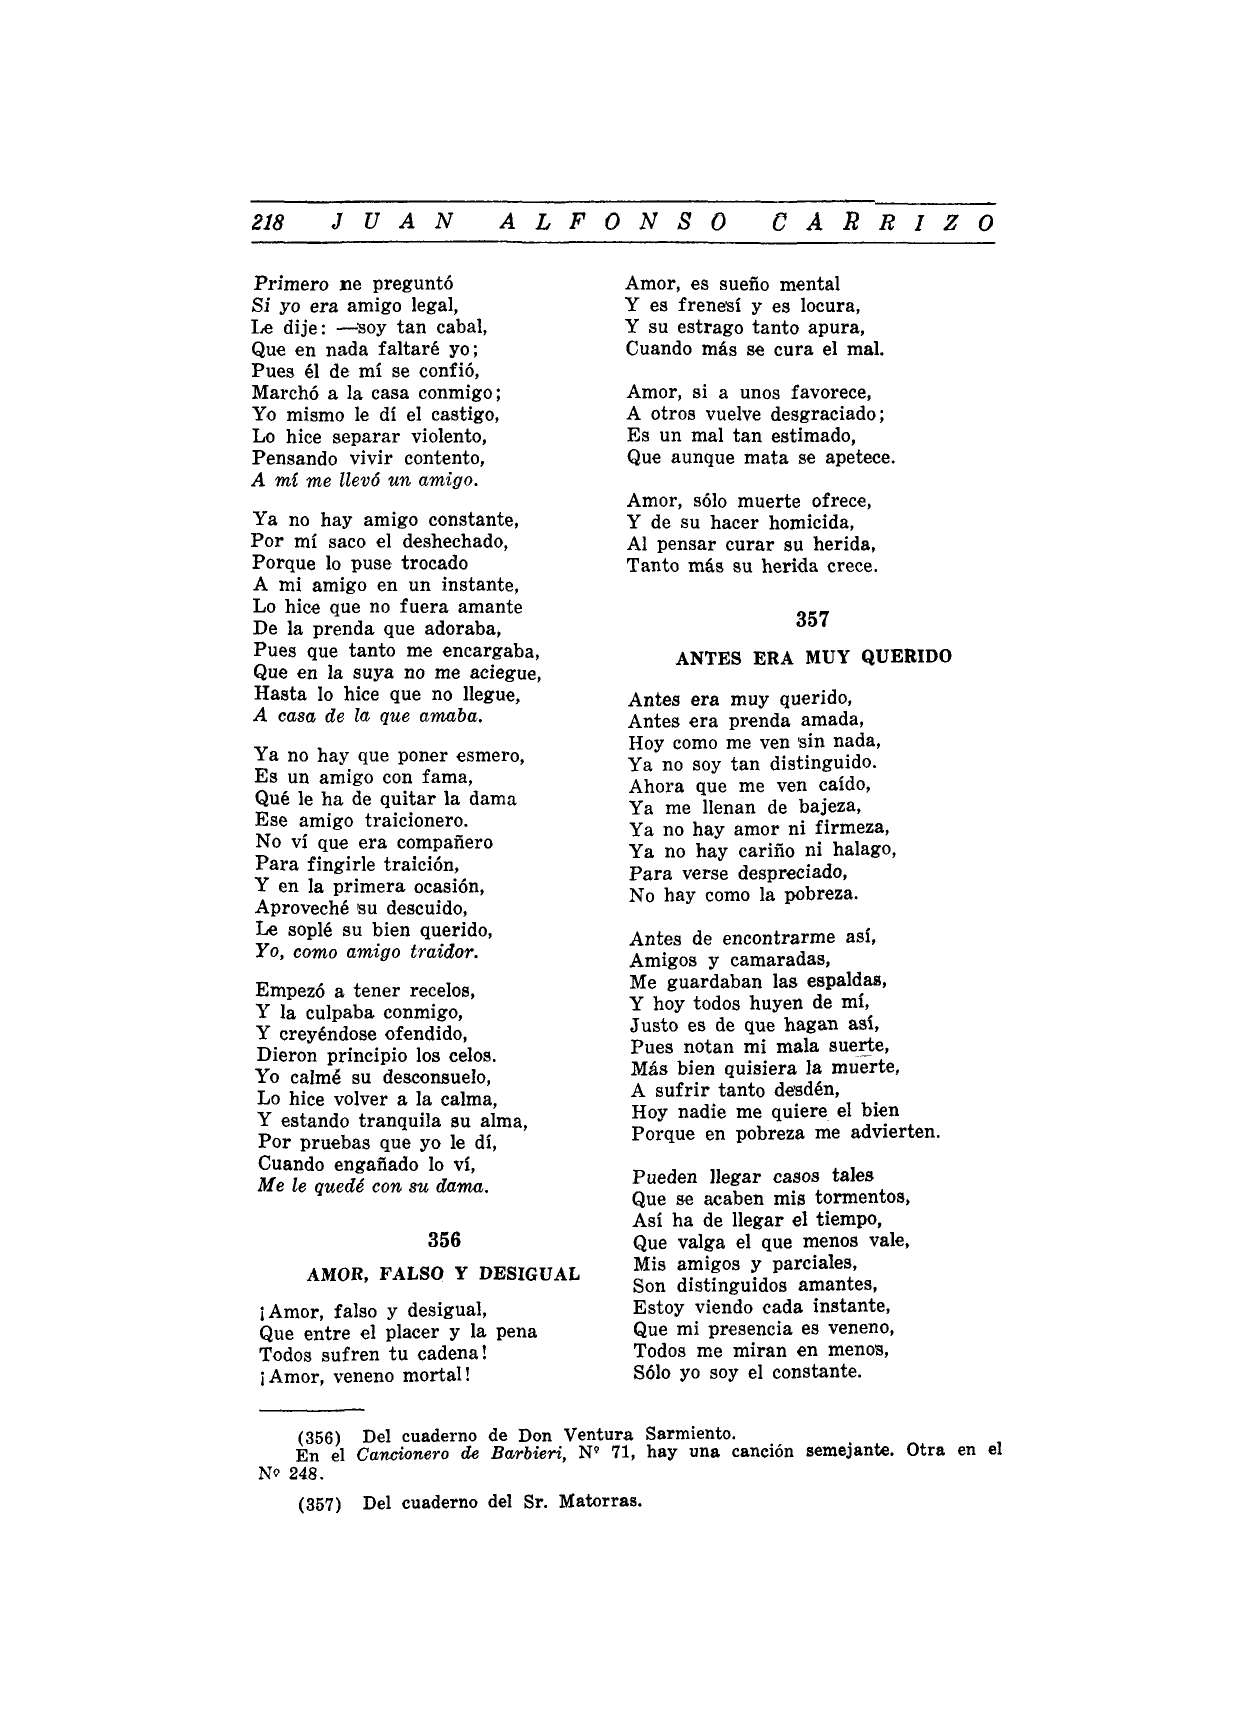 218 JUAN ALFONSO CARRIZO
Primero me preguntó
Si yo era amigo legal,
Le dije: —soy tan cabal,
Que en nada faltaré yo;
Pues él de mí se confió,
Marchó a la casa conmigo;
Yo mismo le dí el castigo,
Lo hice separar violento,
Pensando vivir contento,
A mí me llevó un amigo.
Ya no hay amigo constante,
Por mí saco el deshechado,
Porque lo puse trocado
A mi amigo en un instante,
Lo hice que no fuera amante
De la prenda que adoraba,
Pues que tanto me encargaba,
Que en la suya no me aciegue,
Hasta lo hice que no llegue,
A casa de la que amaba.
Ya no hay que poner esmero,
Es un amigo con fama,
Qué le ha de quitar la dama
Ese amigo traicionero.
No ví que era compañero
Para fingirle traición,
Y en la primera ocasión,
Aproveché su descuido,
Le soplé su bien querido,
Yo, como amigo traidor.
Empezó a tener recelos,
Y la culpaba conmigo,
Y creyéndose ofendido,
Dieron principio los celos.
Yo calmé su desconsuelo,
Lo hice volver a la calma,
Y estando tranquila su alma,
Por pruebas que yo le dí,
Cuando engañado lo ví,
Me le quedé con su dama.
356
AMOR, FALSO Y DESIGUAL
¡Amor, falso y desigual,
Que entre el placer y la pena
Todos sufren tu cadena!
¡Amor, veneno mortal!
Amor, es sueño mental
Y es frenesí y es locura,
Y su estrago tanto apura,
Cuando más se cura el mal.
Amor, si a unos favorece,
A otros vuelve desgraciado;
Es un mal tan estimado,
Que aunque mata se apetece.
Amor, sólo muerte ofrece,
Y de su hacer homicida,
Al pensar curar su herida,
Tanto más su herida crece.
357
ANTES ERA MUY QUERIDO
Antes era muy querido,
Antes era prenda amada,
Hoy como me ven sin nada,
Ya no soy tan distinguido.
Ahora que me ven caído,
Ya me llenan de bajeza,
Ya no hay amor ni firmeza,
Ya no hay cariño ni halago,
Para verse despreciado,
No hay como la pobreza.
Antes de encontrarme así,
Amigos y camaradas,
Me guardaban las espaldas,
Y hoy todos huyen de mí,
Justo es de que hagan así,
Pues notan mi mala suerte,
Más bien quisiera la muerte,
A sufrir tanto desdén,
Hoy nadie me quiere el bien
Porque en pobreza me advierten.
Pueden llegar casos tales
Que se acaben mis tormentos,
Así ha de llegar el tiempo,
Que valga el que menos vale,
Mis amigos y parciales,
Son distinguidos amantes,
Estoy viendo cada instante,
Que mi presencia es veneno,
Todos me miran en menos,
Sólo yo soy el constante.
(356) Del cuaderno de Don Ventura Sarmiento.
En el Cancionero de Barbieri, Nº 71, hay una canción semejante. Otra en el
Nº 248.
(357) Del cuaderno del Sr. Matorras.